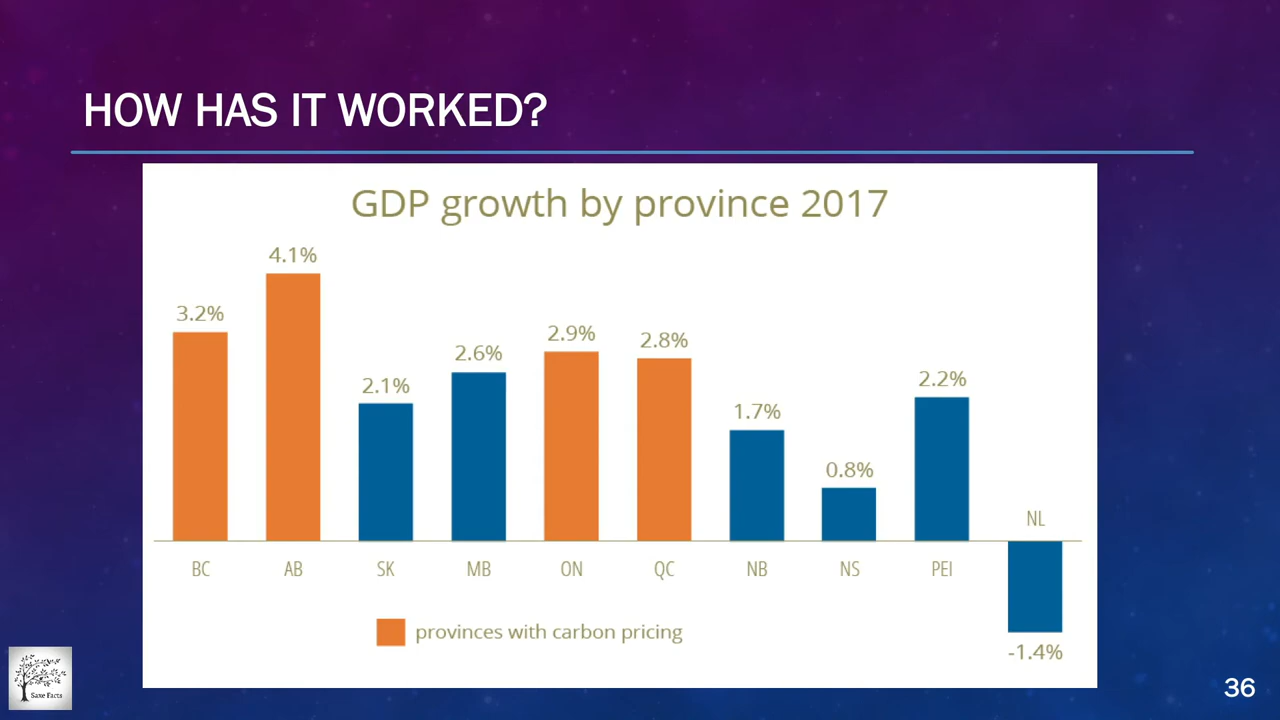 HOW HAS IT WORKED?
GDP growth by province 2017
3.2%
4.1%
2.1%
2.6%
2.9%
2.8%
1.7%
0.8%
2.2%
NL
BC AB SK MB ON QC NB NS PEI
-1.4%
provinces with carbon pricing
Saxe Facts
36